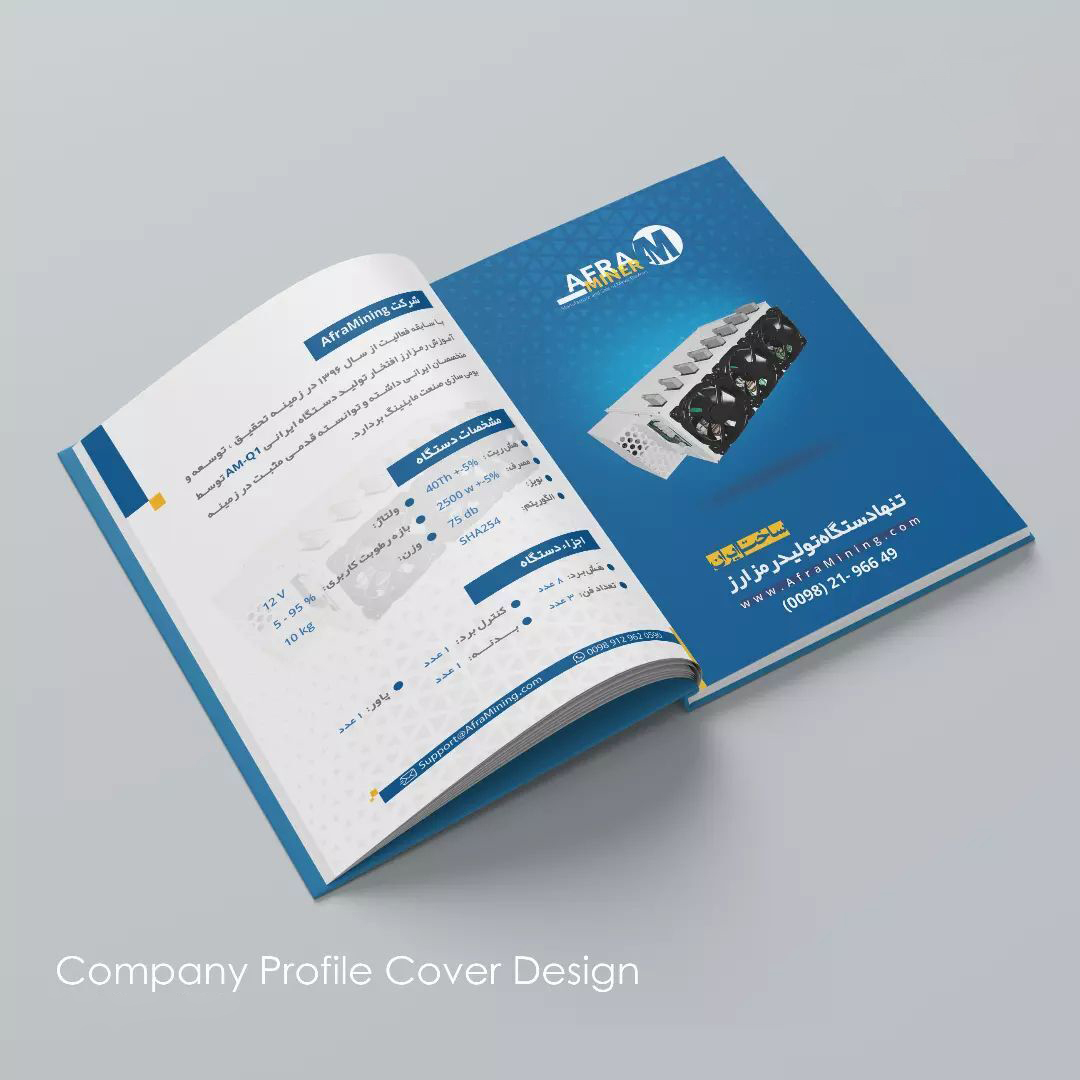 شرکت AfraMining
با سابقه فعالیت از سال ۱۳۹۶ در زمینه تحقیق ، توسعه و
آموزش رمزارز افتخار تولید دستگاه ایرانی AM-Q1 توسط
متخصصان ایرانی داشته و توانسته قدمی مثبت در زمینه
بومی سازی صنعت ماینینگ بردارد.
مشخصات دستگاه
هش ریت: 40Th +-5% ولتاژ: 12 V
مصرف: 2500 w +-5% بازه رطوبت کاربری: 5 - 95 %
نویز: 75 db وزن: 10 kg
الگوریتم: SHA254
اجزاء دستگاه
هش برد: ۸ عدد کنترل برد: ۱ عدد پاور: ۱ عدد
تعداد فن: ۳ عدد بدنه: ۱ عدد
Support@AfraMining.com 0098 912 962 0590
AFRA M
MINER
تنها دستگاه تولید رمز ارز
ساخت ایران
www.AfraMining.com
(0098) 21- 966 49
Company Profile Cover Design